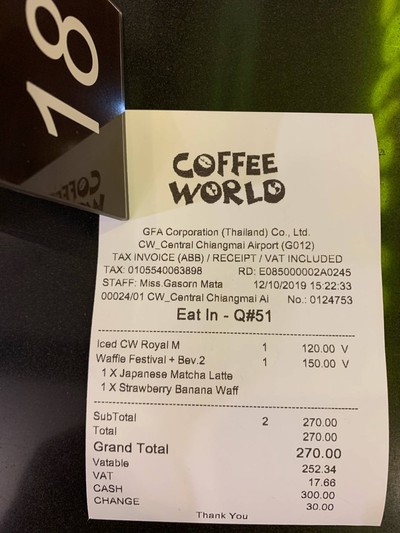 18
COFFEE
WORLD
GFA Corporation (Thailand) Co., Ltd.
CW_Central Chiangmai Airport (G012)
TAX INVOICE (ABB) / RECEIPT / VAT INCLUDED
TAX: 0105540063898 RD: E085000002A0245
STAFF: Miss.Gasorn Mata 12/10/2019 15:22:33
00024/01 CW_Central Chiangmai Ai No.: 0124753
Eat In - Q#51
Iced CW Royal M 1 120.00 V
Waffle Festival + Bev.2 1 150.00 V
1 X Japanese Matcha Latte
1 X Strawberry Banana Waff
SubTotal 2 270.00
Total 270.00
Grand Total 270.00
Vatable 252.34
VAT 17.66
CASH 300.00
CHANGE 30.00
Thank You